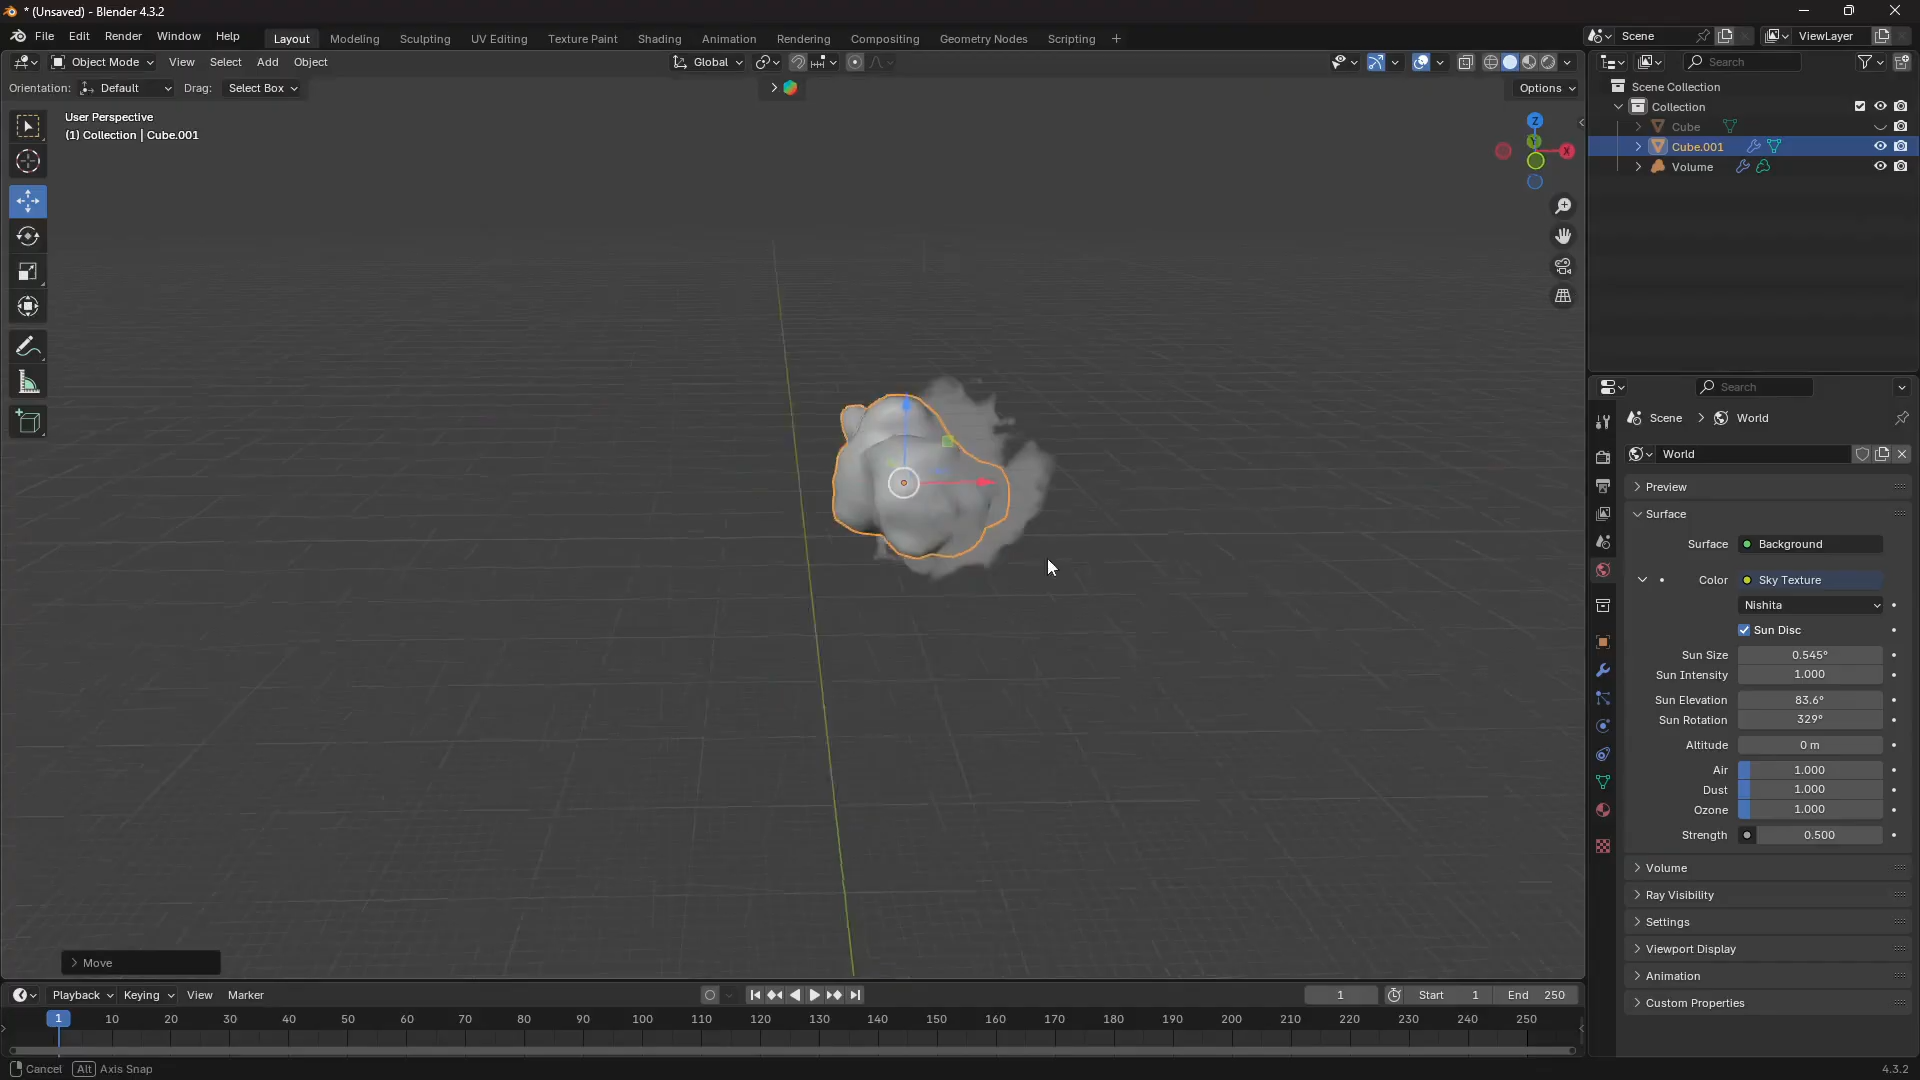 * (Unsaved) - Blender 4.3.2
File Edit Render Window Help
Layout Modeling Sculpting UV Editing Texture Paint Shading Animation Rendering Compositing Geometry Nodes Scripting +
Scene
ViewLayer
Object Mode View Select Add Object
Global
Search
Orientation: Default Drag: Select Box
Options
User Perspective
(1) Collection | Cube.001
Z
Y
X
Scene Collection
Collection
Cube
Cube.001
Volume
Search
Scene > World
World
Preview
Surface
Surface Background
Color Sky Texture
Nishita
Sun Disc
Sun Size 0.545°
Sun Intensity 1.000
Sun Elevation 83.6°
Sun Rotation 329°
Altitude 0 m
Air 1.000
Dust 1.000
Ozone 1.000
Strength 0.500
Volume
Ray Visibility
Settings
Viewport Display
Animation
Custom Properties
Move
Playback Keying View Marker
1 Start 1 End 250
1 10 20 30 40 50 60 70 80 90 100 110 120 130 140 150 160 170 180 190 200 210 220 230 240 250
Cancel Alt Axis Snap
4.3.2